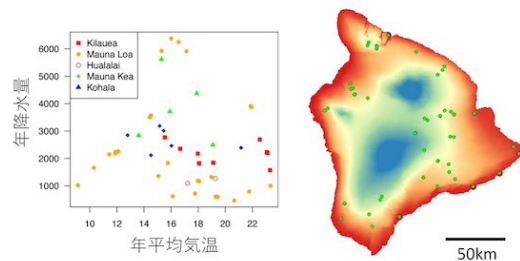 年降水量
6000
5000
4000
3000
2000
1000
Kilauea
Mauna Loa
Hualalai
Mauna Kea
Kohala
10 12 14 16 18 20 22
年平均気温
50km